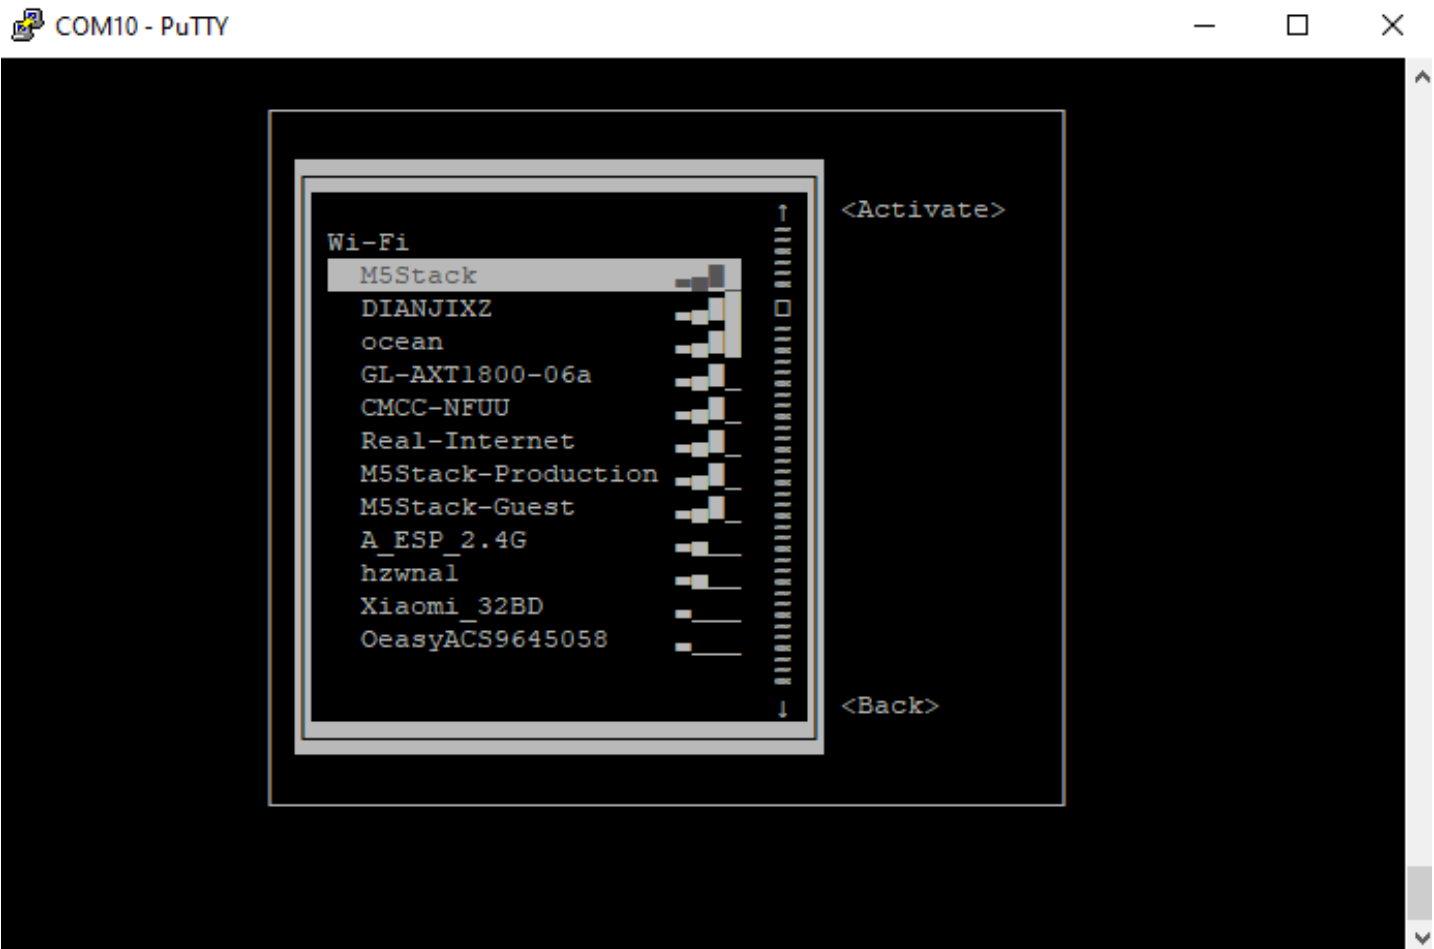 COM10 - PuTTY
<Activate>
Wi-Fi
M5Stack
DIANJIXZ
ocean
GL-AXT1800-06a
CMCC-NFUU
Real-Internet
M5Stack-Production
M5Stack-Guest
A_ESP_2.4G
hzwnal
Xiaomi_32BD
OeasyACS9645058
<Back>